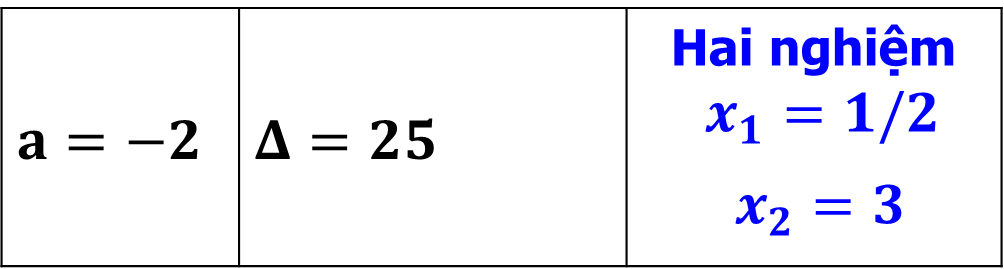 a = −2
Δ = 25
Hai nghiệm
x₁ = 1/2
x₂ = 3